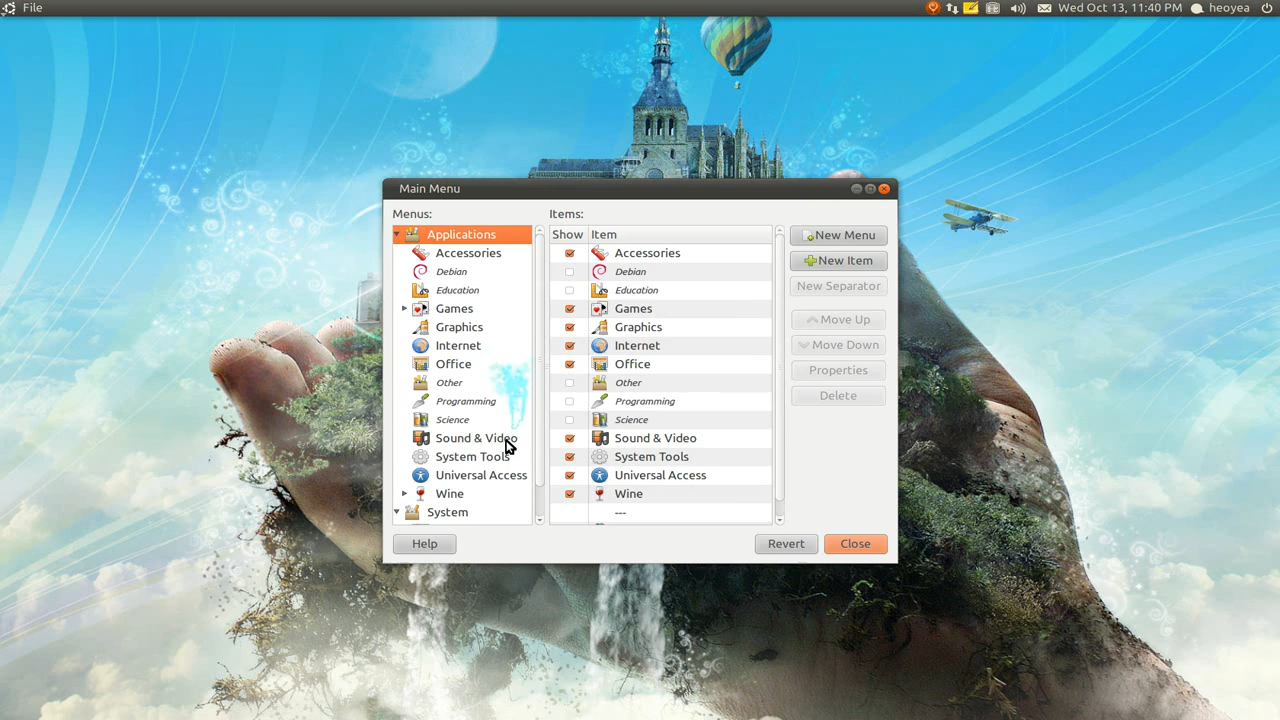 File
Wed Oct 13, 11:40 PM
heoyea
Main Menu
Menus:
Applications
Accessories
Debian
Education
Games
Graphics
Internet
Office
Other
Programming
Science
Sound & Video
System Tools
Universal Access
Wine
System
Items:
Show Item
Accessories
Debian
Education
Games
Graphics
Internet
Office
Other
Programming
Science
Sound & Video
System Tools
Universal Access
Wine
---
New Menu
New Item
New Separator
Move Up
Move Down
Properties
Delete
Help
Revert
Close